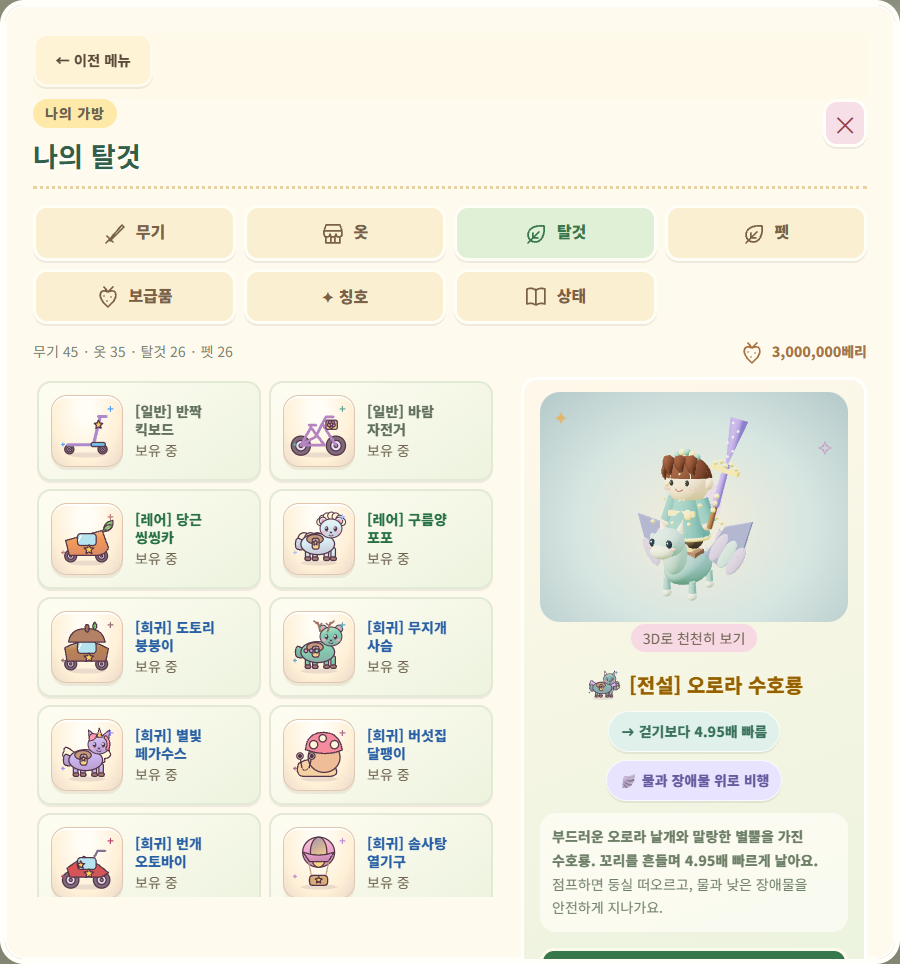 ← 이전 메뉴
나의 가방
나의 탈것
무기
옷
탈것
펫
보급품
✦ 칭호
상태
무기 45 · 옷 35 · 탈것 26 · 펫 26
3,000,000베리
[일반] 반짝
킥보드
보유 중
[일반] 바람
자전거
보유 중
[레어] 당근
씽씽카
보유 중
[레어] 구름양
포포
보유 중
[희귀] 도토리
붕붕이
보유 중
[희귀] 무지개
사슴
보유 중
[희귀] 별빛
페가수스
보유 중
[희귀] 버섯집
달팽이
보유 중
[희귀] 번개
오토바이
보유 중
[희귀] 솜사탕
열기구
보유 중
3D로 천천히 보기
[전설] 오로라 수호룡
→ 걷기보다 4.95배 빠름
물과 장애물 위로 비행
부드러운 오로라 날개와 말랑한 별뿔을 가진
수호룡. 꼬리를 흔들며 4.95배 빠르게 날아요.
점프하면 둥실 떠오르고, 물과 낮은 장애물을
안전하게 지나가요.